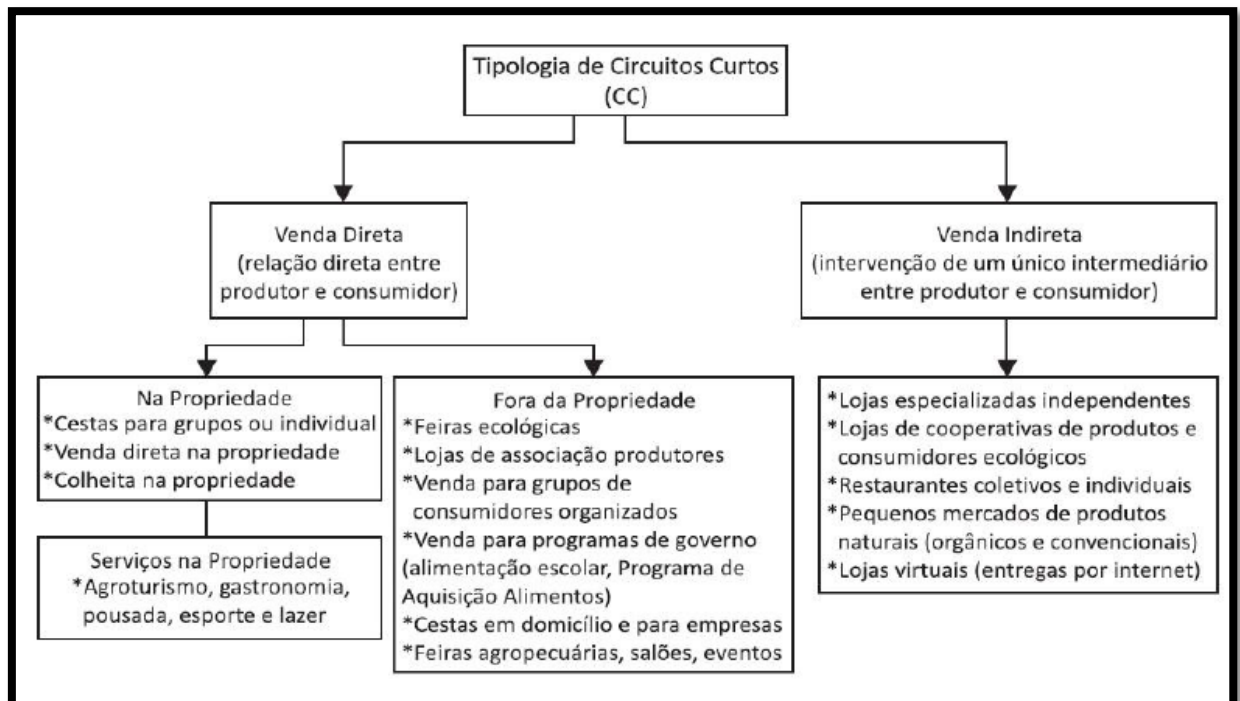 Tipologia de Circuitos Curtos
(CC)
Venda Direta
(relação direta entre
produtor e consumidor)
Venda Indireta
(intervenção de um único intermediário
entre produtor e consumidor)
Na Propriedade
*Cestas para grupos ou individual
*Venda direta na propriedade
*Colheita na propriedade
Serviços na Propriedade
*Agroturismo, gastronomia,
pousada, esporte e lazer
Fora da Propriedade
*Feiras ecológicas
*Lojas de associação produtores
*Venda para grupos de
consumidores organizados
*Venda para programas de governo
(alimentação escolar, Programa de
Aquisição Alimentos)
*Cestas em domicílio e para empresas
*Feiras agropecuárias, salões, eventos
*Lojas especializadas independentes
*Lojas de cooperativas de produtos e
consumidores ecológicos
*Restaurantes coletivos e individuais
*Pequenos mercados de produtos
naturais (orgânicos e convencionais)
*Lojas virtuais (entregas por internet)